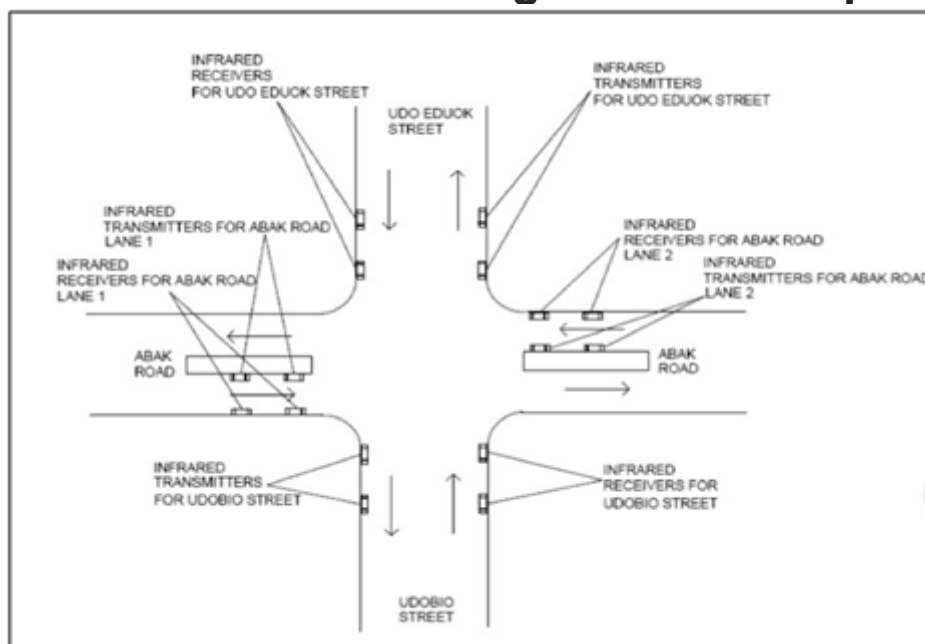 INFRARED
RECEIVERS
FOR UDO EDUOK STREET
INFRARED
TRANSMITTERS
FOR UDO EDUOK STREET
UDO EDUOK
STREET
INFRARED
TRANSMITTERS FOR ABAK ROAD
LANE 1
INFRARED
RECEIVERS FOR ABAK ROAD
LANE 1
INFRARED
RECEIVERS FOR ABAK ROAD
LANE 2
INFRARED
TRANSMITTERS FOR ABAK ROAD
LANE 2
ABAK
ROAD
ABAK
ROAD
INFRARED
TRANSMITTERS
FOR UDOBIO STREET
INFRARED
RECEIVERS FOR
UDOBIO STREET
UDOBIO
STREET